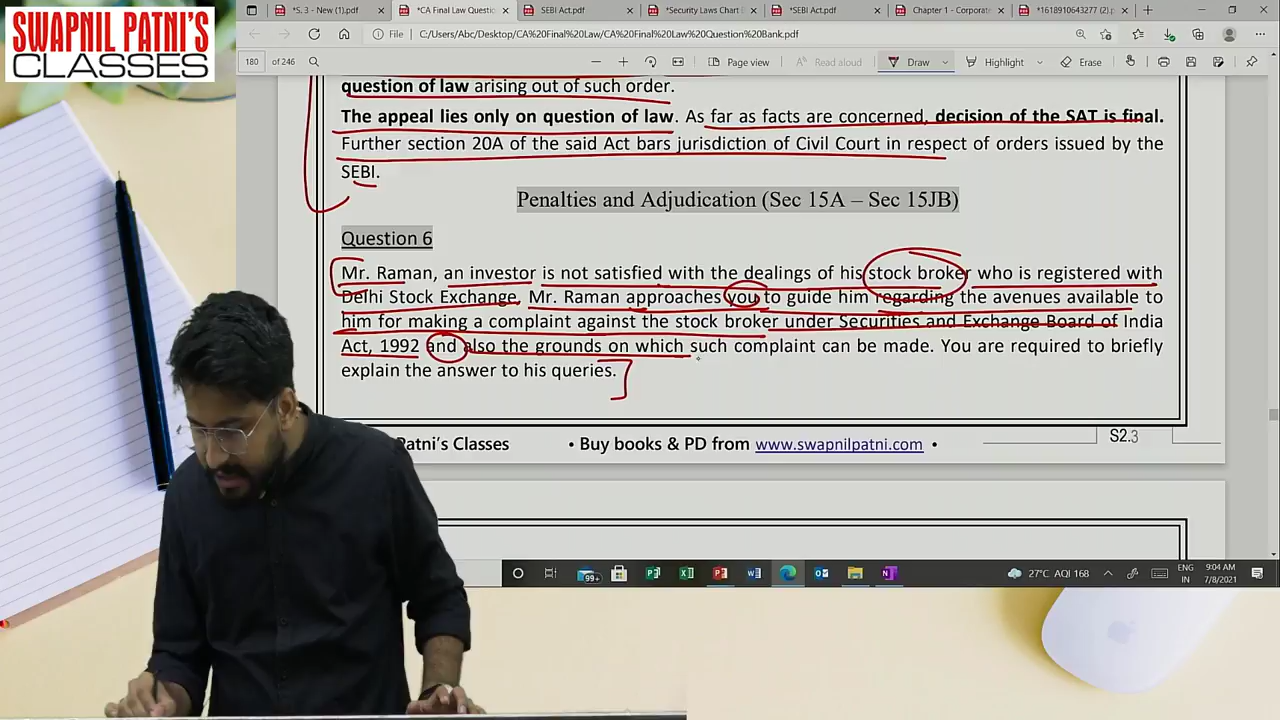 SWAPNIL PATNI'S
CLASSES
*S. 3 - New (1).pdf
*CA Final Law Questio
SEBI Act.pdf
*Security Laws Chart B
*SEBI Act.pdf
Chapter 1 - Corporate
*1618910643277 (2).p
File
C:/Users/Abc/Desktop/CA%20Final%20Law/CA%20Final%20Law%20Question%20Bank.pdf
180 of 246
Page view
Read aloud
Draw
Highlight
Erase
question of law arising out of such order.
The appeal lies only on question of law. As far as facts are concerned, decision of the SAT is final.
Further section 20A of the said Act bars jurisdiction of Civil Court in respect of orders issued by the
SEBI.
Penalties and Adjudication (Sec 15A – Sec 15JB)
Question 6
Mr. Raman, an investor is not satisfied with the dealings of his stock broker who is registered with
Delhi Stock Exchange. Mr. Raman approaches you to guide him regarding the avenues available to
him for making a complaint against the stock broker under Securities and Exchange Board of India
Act, 1992 and also the grounds on which such complaint can be made. You are required to briefly
explain the answer to his queries.
Patni's Classes
• Buy books & PD from www.swapnilpatni.com •
S2.3
99+
27°C AQI 168
ENG
IN
9:04 AM
7/8/2021